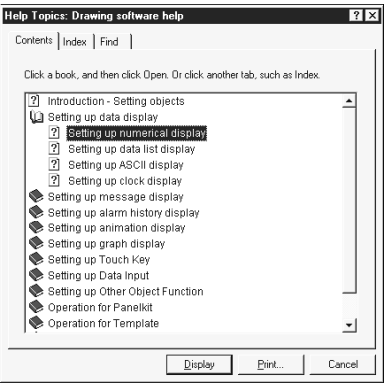 Help Topics: Drawing software help
Contents Index Find
Click a book, and then click Open. Or click another tab, such as Index.
Introduction - Setting objects
Setting up data display
Setting up numerical display
Setting up data list display
Setting up ASCII display
Setting up clock display
Setting up message display
Setting up alarm history display
Setting up animation display
Setting up graph display
Setting up Touch Key
Setting up Data Input
Setting up Other Object Function
Operation for Panelkit
Operation for Template
Display Print... Cancel